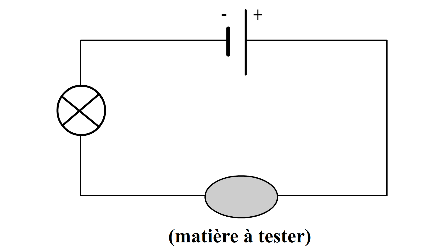 - +
(matière à tester)